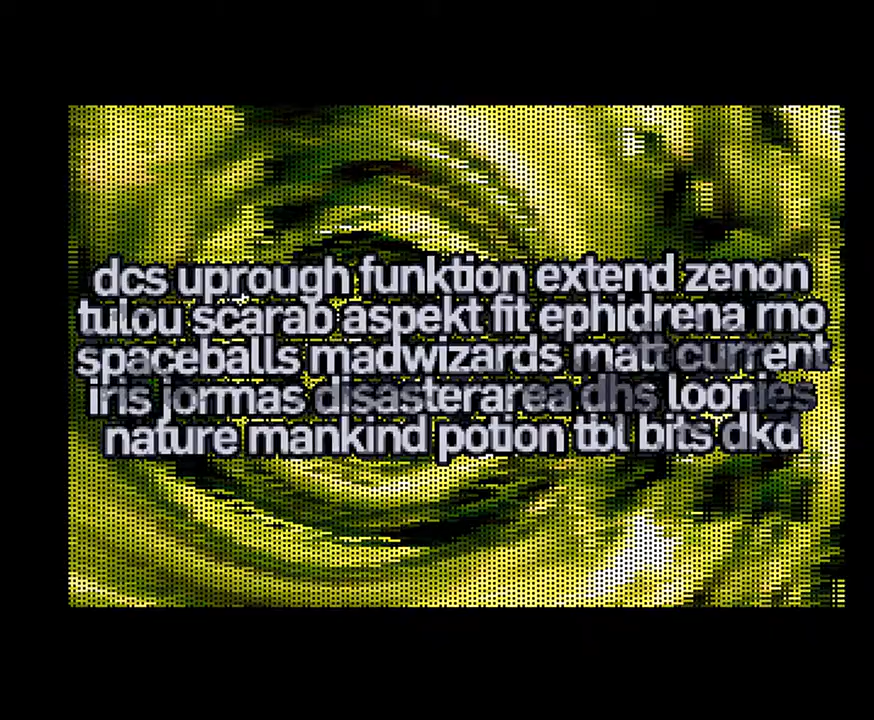 dcs uprough funktion extend zenon
tulou scarab aspekt fit ephidrena rno
spaceballs madwizards matt current
iris jormas disasterarea dhs loonies
nature mankind potion tbl bits dkd